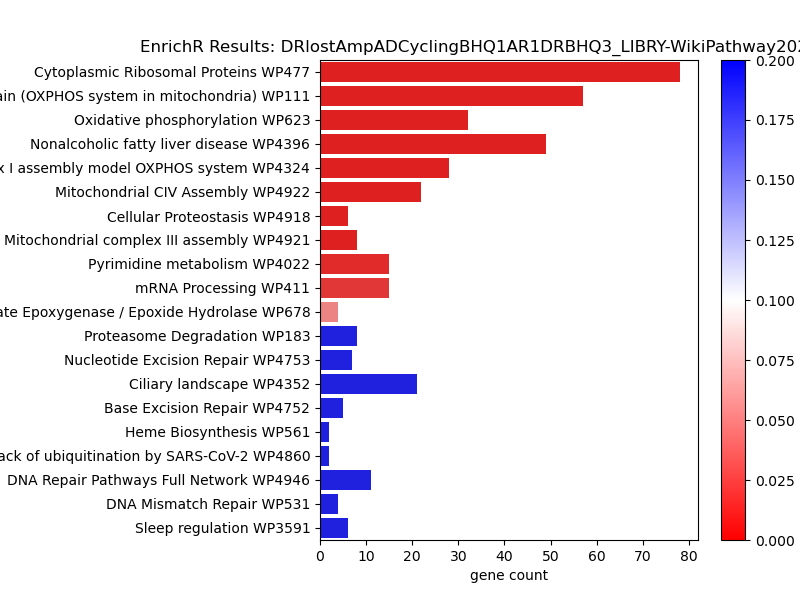 EnrichR Results: DRlostAmpADCyclingBHQ1AR1DRBHQ3_LIBRY-WikiPathway202
Cytoplasmic Ribosomal Proteins WP477
(OXPHOS system in mitochondria) WP111
Oxidative phosphorylation WP623
Nonalcoholic fatty liver disease WP4396
I assembly model OXPHOS system WP4324
Mitochondrial CIV Assembly WP4922
Cellular Proteostasis WP4918
Mitochondrial complex III assembly WP4921
Pyrimidine metabolism WP4022
mRNA Processing WP411
Epoxygenase / Epoxide Hydrolase WP678
Proteasome Degradation WP183
Nucleotide Excision Repair WP4753
Ciliary landscape WP4352
Base Excision Repair WP4752
Heme Biosynthesis WP561
of ubiquitination by SARS-CoV-2 WP4860
DNA Repair Pathways Full Network WP4946
DNA Mismatch Repair WP531
Sleep regulation WP3591
0 10 20 30 40 50 60 70 80
gene count
0.200
0.175
0.150
0.125
0.100
0.075
0.050
0.025
0.000